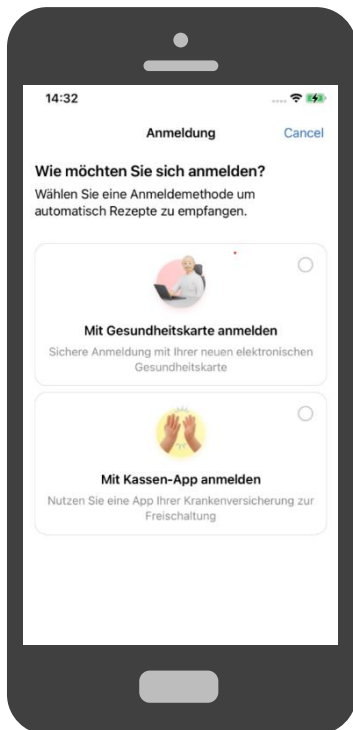 14:32
Anmeldung
Cancel
Wie möchten Sie sich anmelden?
Wählen Sie eine Anmeldemethode um
automatisch Rezepte zu empfangen.
Mit Gesundheitskarte anmelden
Sichere Anmeldung mit Ihrer neuen elektronischen
Gesundheitskarte
Mit Kassen-App anmelden
Nutzen Sie eine App Ihrer Krankenversicherung zur
Freischaltung